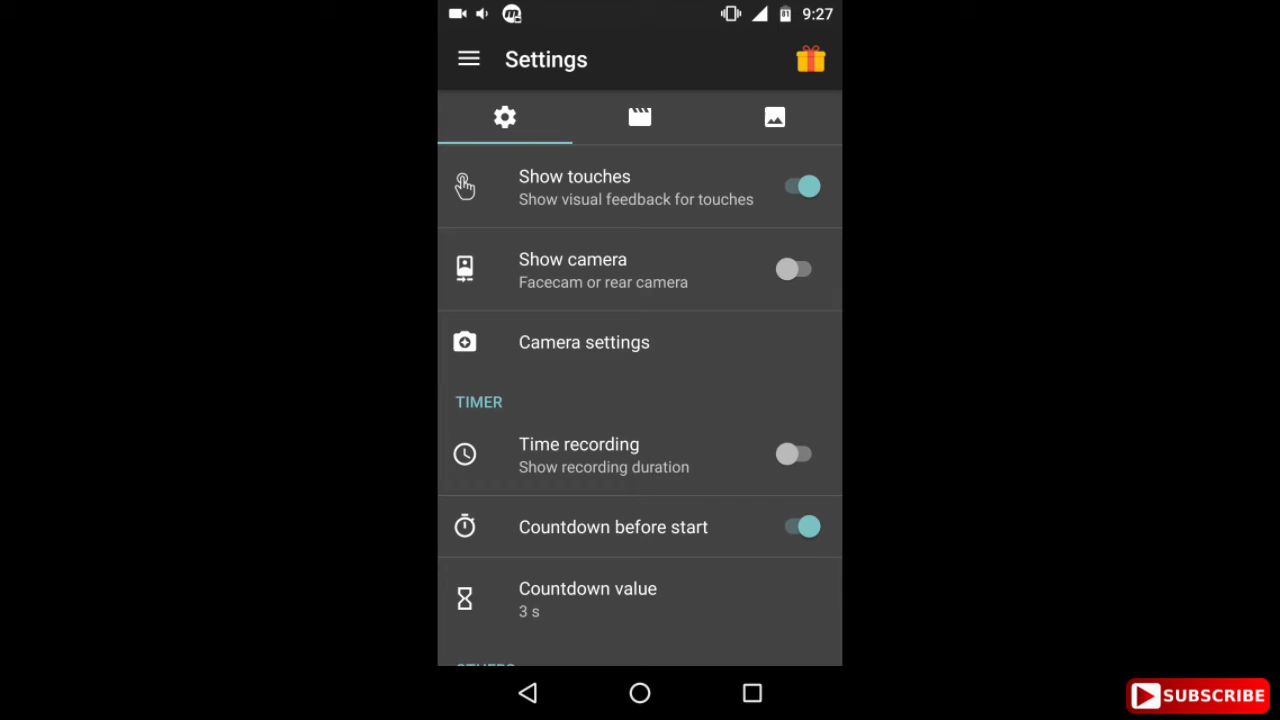 9:27
Settings
Show touches
Show visual feedback for touches
Show camera
Facecam or rear camera
Camera settings
TIMER
Time recording
Show recording duration
Countdown before start
Countdown value
3 s
SUBSCRIBE